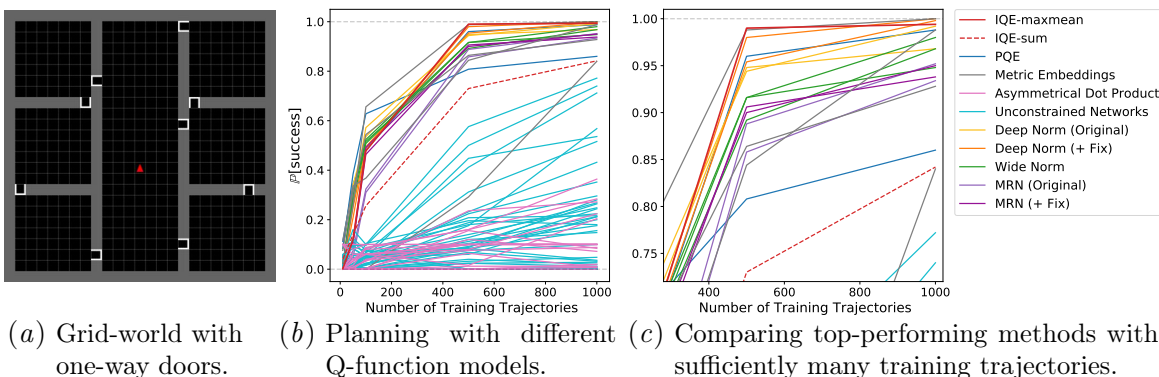 1.0
0.8
0.6
0.4
0.2
0.0
ℙ[success]
0 200 400 600 800 1000
Number of Training Trajectories
1.00
0.95
0.90
0.85
0.80
0.75
400 600 800 1000
Number of Training Trajectories
IQE-maxmean
IQE-sum
PQE
Metric Embeddings
Asymmetrical Dot Product
Unconstrained Networks
Deep Norm (Original)
Deep Norm (+ Fix)
Wide Norm
MRN (Original)
MRN (+ Fix)
(a) Grid-world with
one-way doors.
(b) Planning with different
Q-function models.
(c) Comparing top-performing methods with
sufficiently many training trajectories.